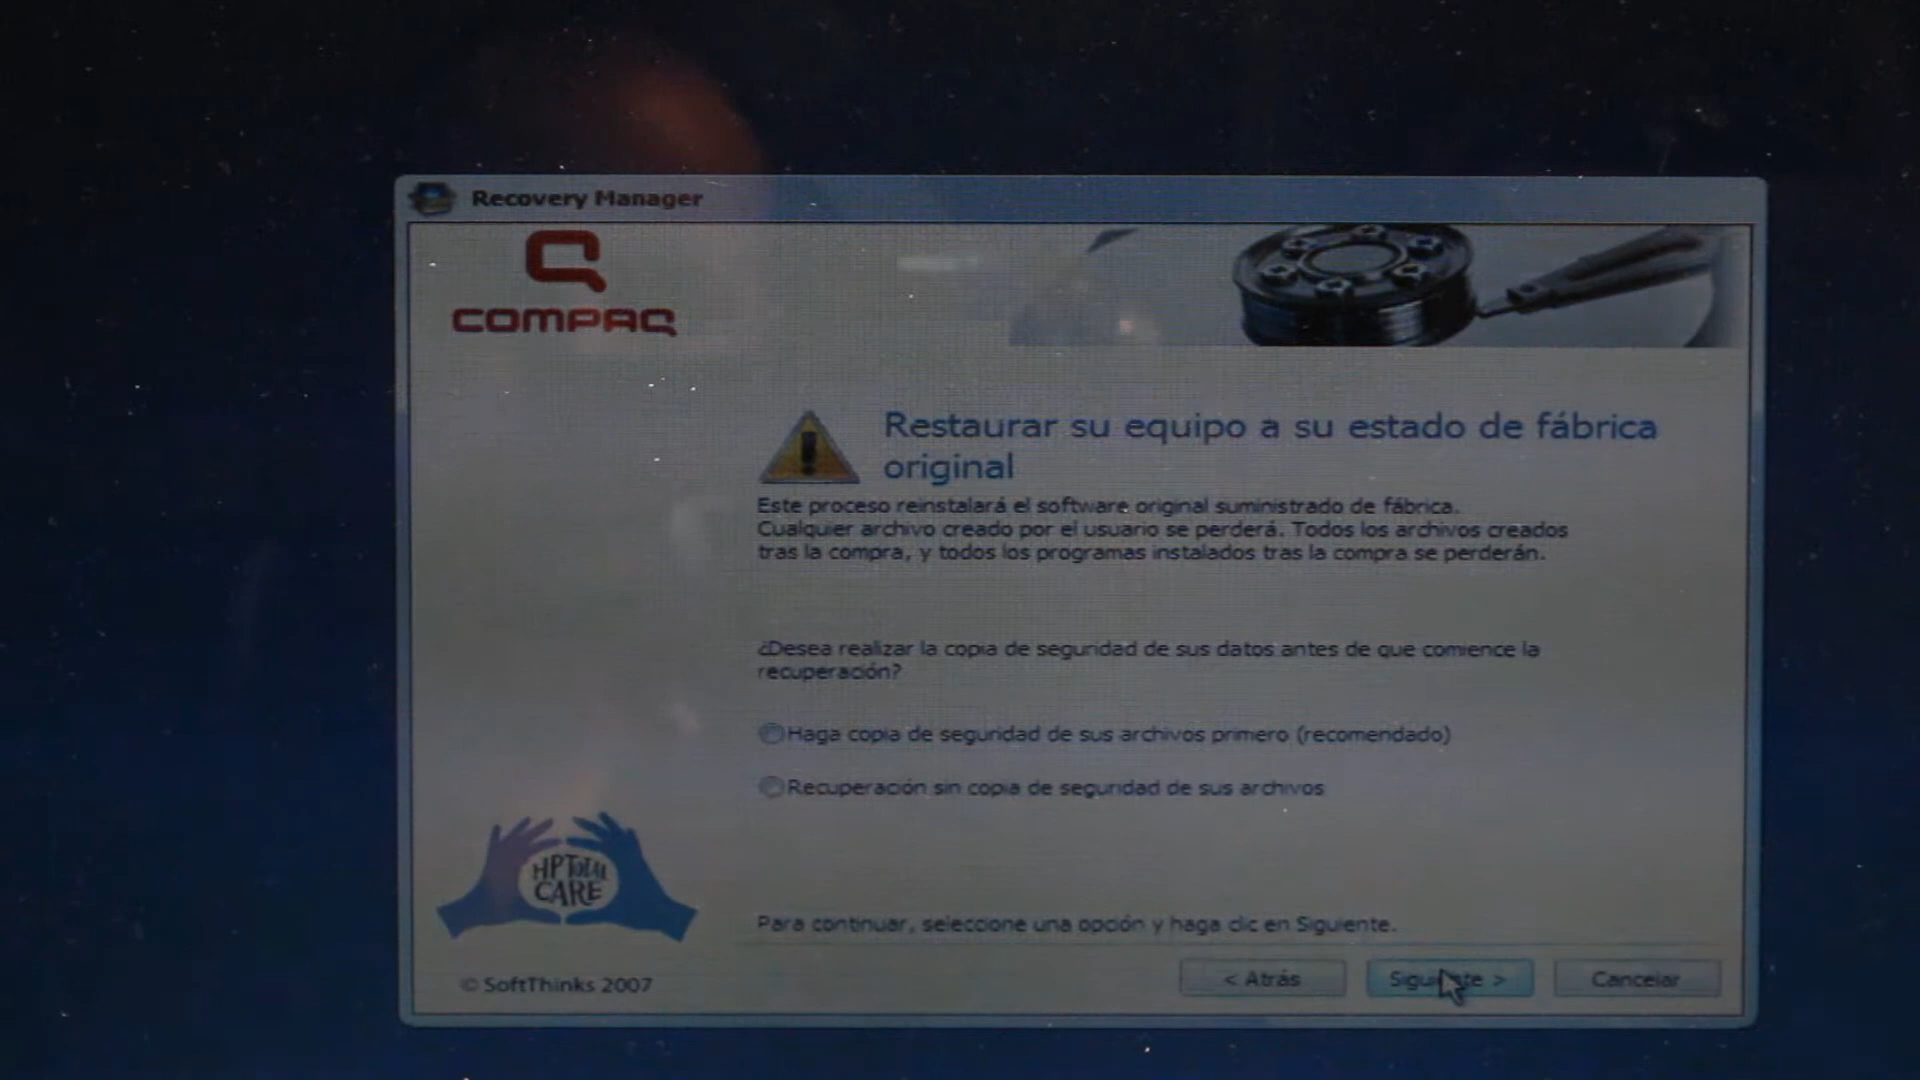 Recovery Manager
COMPAQ
Restaurar su equipo a su estado de fábrica
original
Este proceso reinstalará el software original suministrado de fábrica.
Cualquier archivo creado por el usuario se perderá. Todos los archivos creados
tras la compra, y todos los programas instalados tras la compra se perderán.
¿Desea realizar la copia de seguridad de sus datos antes de que comience la
recuperación?
Haga copia de seguridad de sus archivos primero (recomendado)
Recuperación sin copia de seguridad de sus archivos
HP TOTAL
CARE
Para continuar, seleccione una opción y haga clic en Siguiente.
© SoftThinks 2007
< Atrás
Siguiente >
Cancelar